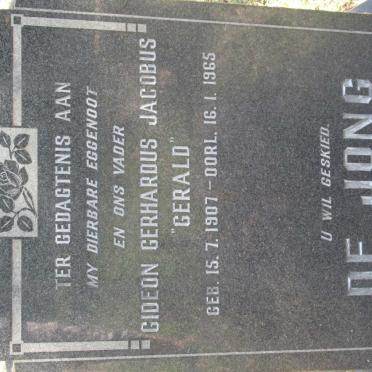 TER GEDAGTENIS AAN
MY DIERBARE EGGENOOT
EN ONS VADER
GIDEON GERHARDUS JACOBUS
"GERALD"
GEB. 15.7.1907 - OORL. 16.1.1965
U WIL GESKIED.
DE JONG